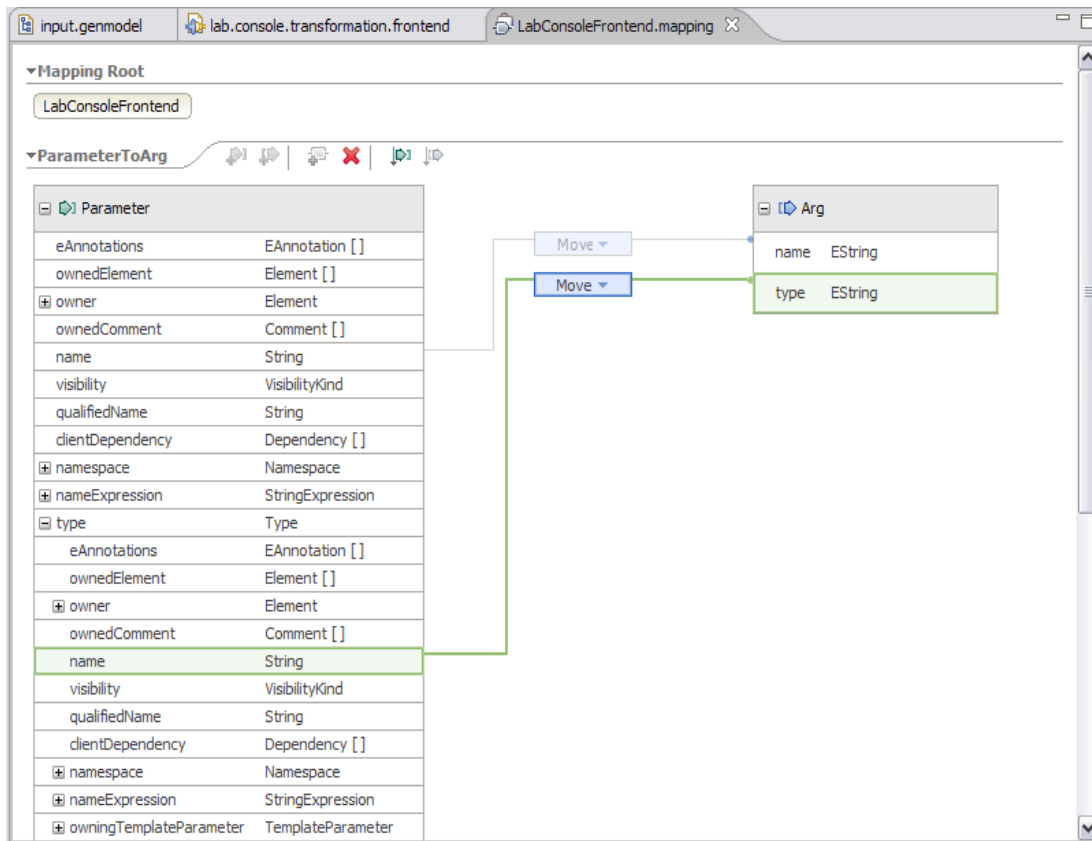 input.genmodel lab.console.transformation.frontend LabConsoleFrontend.mapping
Mapping Root
LabConsoleFrontend
ParameterToArg
Parameter
Arg
eAnnotations EAnnotation [ ]
Move
name EString
ownedElement Element [ ]
Move
type EString
owner Element
ownedComment Comment [ ]
name String
visibility VisibilityKind
qualifiedName String
clientDependency Dependency [ ]
namespace Namespace
nameExpression StringExpression
type Type
eAnnotations EAnnotation [ ]
ownedElement Element [ ]
owner Element
ownedComment Comment [ ]
name String
visibility VisibilityKind
qualifiedName String
clientDependency Dependency [ ]
namespace Namespace
nameExpression StringExpression
owningTemplateParameter TemplateParameter